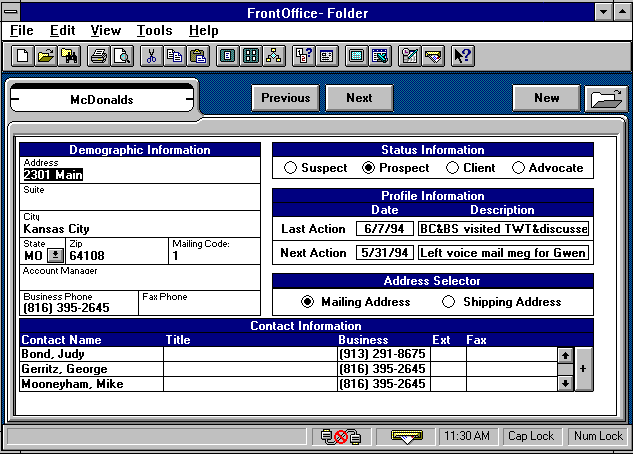 FrontOffice- Folder
File Edit View Tools Help
McDonalds
Previous Next New
Demographic Information
Address
2301 Main
Suite
City
Kansas City
State Zip Mailing Code:
MO 64108 1
Account Manager
Business Phone Fax Phone
(816) 395-2645
Status Information
Suspect Prospect Client Advocate
Profile Information
Date Description
Last Action 6/7/94 BC&BS visited TWT&discusse
Next Action 5/31/94 Left voice mail meg for Gwen
Address Selector
Mailing Address Shipping Address
Contact Information
Contact Name Title Business Ext Fax
Bond, Judy (913) 291-8675
Gerritz, George (816) 395-2645
Mooneyham, Mike (816) 395-2645
+
11:30 AM Cap Lock Num Lock